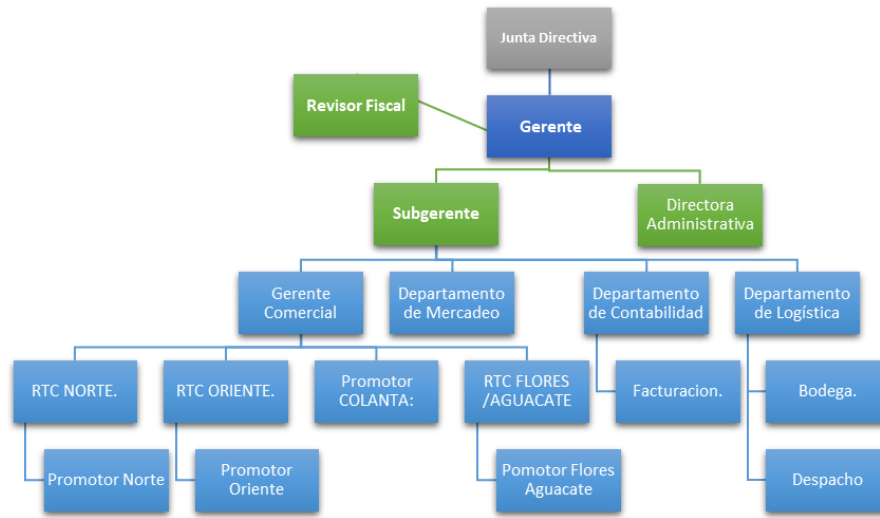 Junta Directiva
Revisor Fiscal
Gerente
Subgerente
Directora
Administrativa
Gerente
Comercial
Departamento
de Mercadeo
Departamento
de Contabilidad
Departamento
de Logística
RTC NORTE.
RTC ORIENTE.
Promotor
COLANTA:
RTC FLORES
/AGUACATE
Facturacion.
Bodega.
Promotor Norte
Promotor
Oriente
Pomotor Flores
Aguacate
Despacho